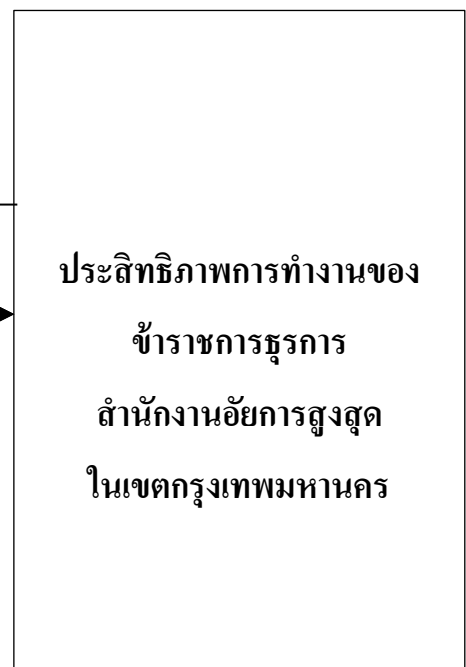 ประสิทธิภาพการทำงานของ
ข้าราชการธุรการ
สำนักงานอัยการสูงสุด
ในเขตกรุงเทพมหานคร